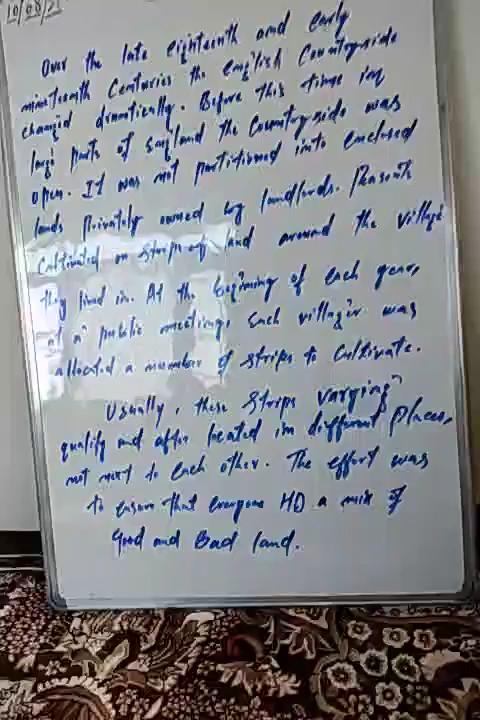 10/08/2
Over the late eighteenth and early
nineteenth Centuries the english Countryside
changed dramatically. Before this time in
large parts of England the Countryside was
open. It was not partitioned into enclosed
lands Privately owned by landlords. Peasants
Cultivated on strips of land around the village
they lived in. At the beginning of each year,
at a public meeting, each villager was
allocated a number of strips to Cultivate.
Usually, these strips varying
quality and often located in different places,
not next to each other. The effort was
to ensure that everyone HD a mix of
Good and Bad land.